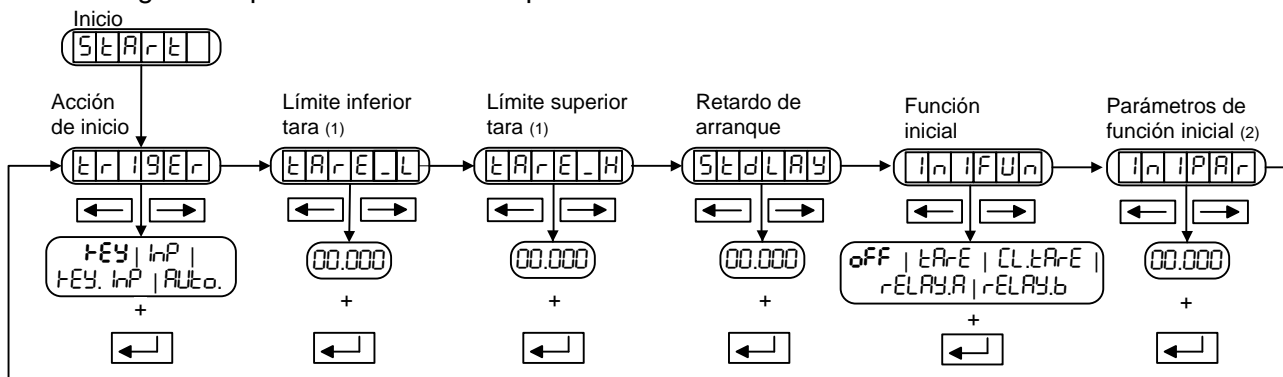 Inicio
StArt
Acción
de inicio
Límite inferior
tara (1)
Límite superior
tara (1)
Retardo de
arranque
Función
inicial
Parámetros de
función inicial (2)
trIGEr
tArE_L
tArE_H
StdLAY
InIFUn
InIPAr
KEY | InP |
KEY. InP | AUto.
+
00.000
+
00.000
+
00.000
+
oFF | tArE | CL.tArE |
rELAY.A | rELAY.b
+
00.000
+